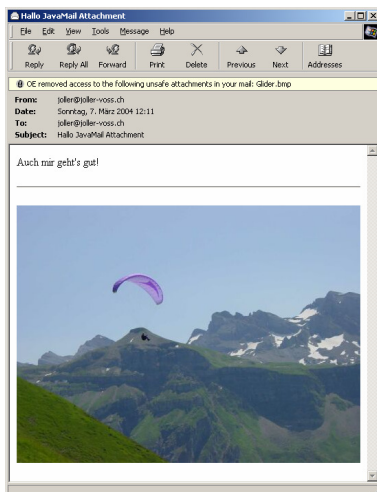 Hallo JavaMail Attachment
File Edit View Tools Message Help
Reply Reply All Forward Print Delete Previous Next Addresses
OE removed access to the following unsafe attachments in your mail: Glider.bmp
From: joller@joller-voss.ch
Date: Sonntag, 7. März 2004 12:11
To: joller@joller-voss.ch
Subject: Hallo JavaMail Attachment
Auch mir geht's gut!